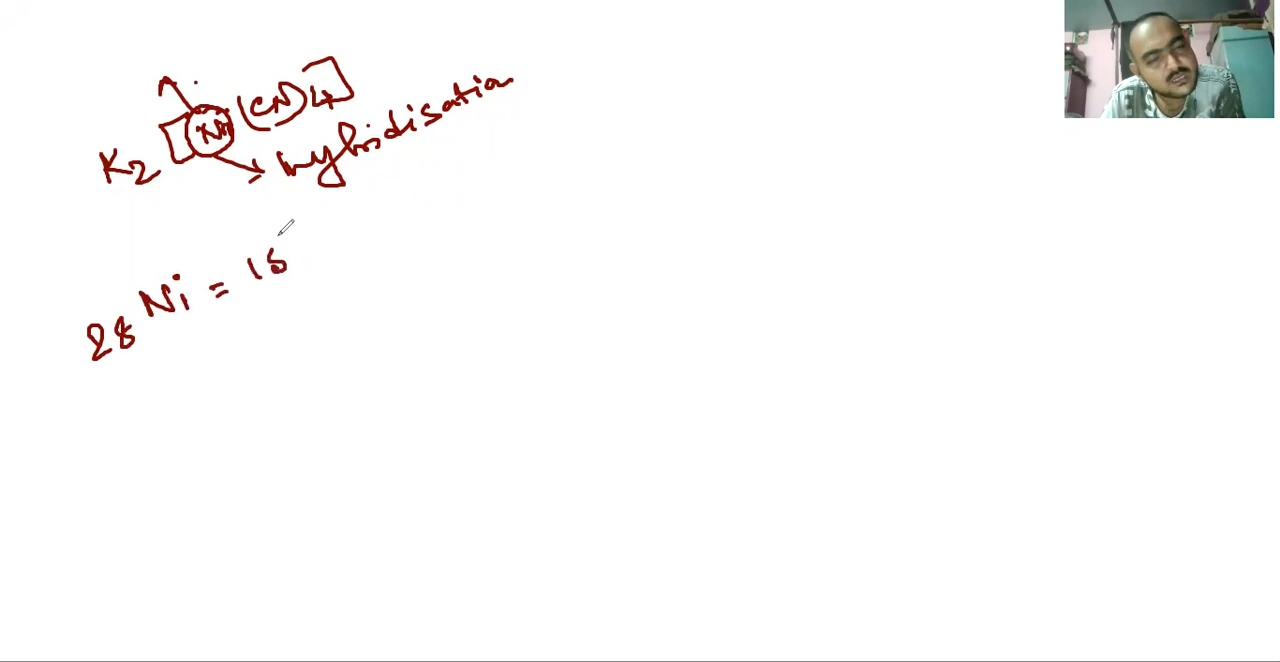 K2 [Ni(CN)4]
hybridisation
28 Ni = 1s